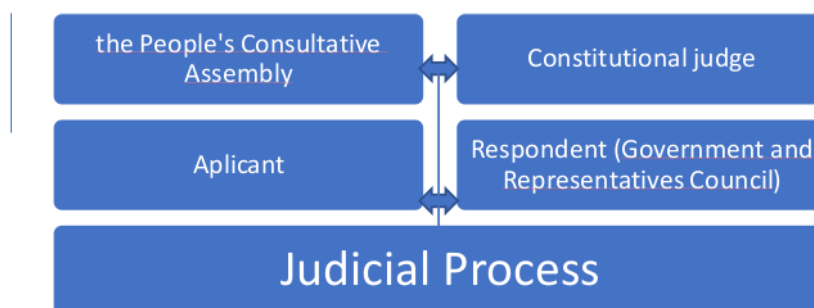 the People's Consultative
Assembly
Constitutional judge
Aplicant
Respondent (Government and
Representatives Council)
Judicial Process